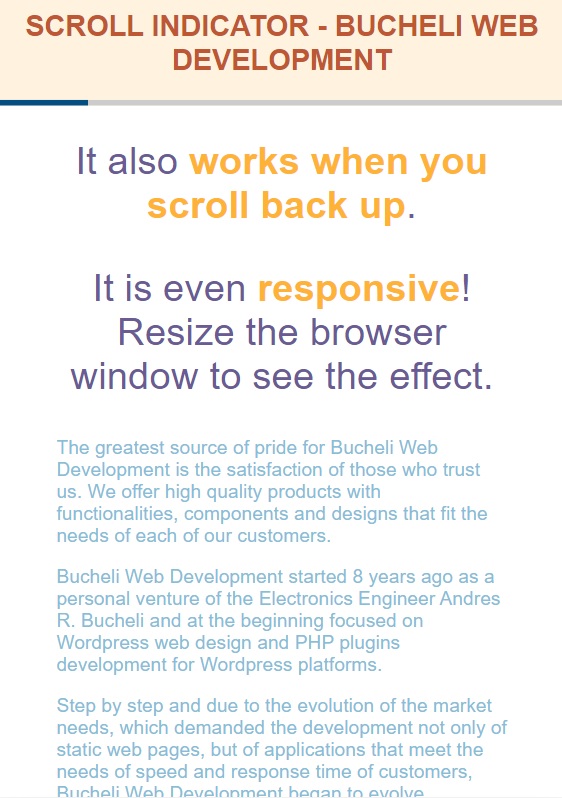 SCROLL INDICATOR - BUCHELI WEB
DEVELOPMENT
It also works when you
scroll back up.
It is even responsive!
Resize the browser
window to see the effect.
The greatest source of pride for Bucheli Web
Development is the satisfaction of those who trust
us. We offer high quality products with
functionalities, components and designs that fit the
needs of each of our customers.
Bucheli Web Development started 8 years ago as a
personal venture of the Electronics Engineer Andres
R. Bucheli and at the beginning focused on
Wordpress web design and PHP plugins
development for Wordpress platforms.
Step by step and due to the evolution of the market
needs, which demanded the development not only of
static web pages, but of applications that meet the
needs of speed and response time of customers,
Bucheli Web Development began to evolve